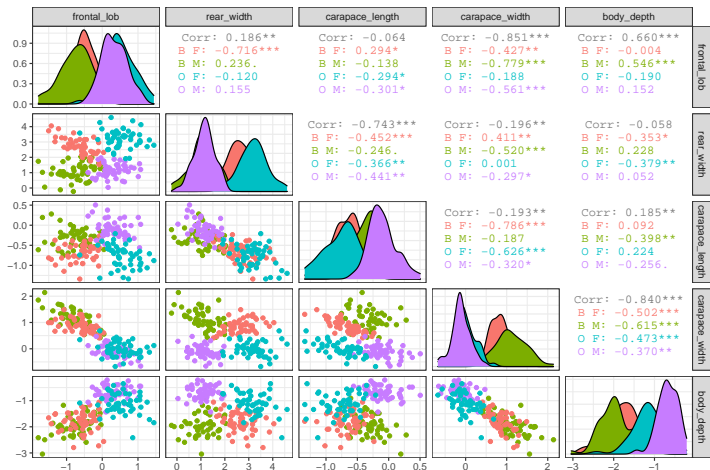 frontal_lob rear_width carapace_length carapace_width body_depth
0.0 0.3 0.6 0.9
Corr: 0.186**
B F: -0.716***
B M: 0.236.
O F: -0.120
O M: 0.155
Corr: -0.064
B F: 0.294*
B M: -0.138
O F: -0.294*
O M: -0.301*
Corr: -0.851***
B F: -0.427**
B M: -0.779***
O F: -0.188
O M: -0.561***
Corr: 0.660***
B F: -0.004
B M: 0.546***
O F: -0.190
O M: 0.152
frontal_lob
0 1 2 3 4
Corr: -0.743***
B F: -0.452***
B M: -0.246.
O F: -0.366**
O M: -0.441**
Corr: -0.196**
B F: 0.411**
B M: -0.520***
O F: 0.001
O M: -0.297*
Corr: -0.058
B F: -0.353*
B M: 0.228
O F: -0.379**
O M: 0.052
rear_width
-1.0 -0.5 0.0 0.5
Corr: -0.193**
B F: -0.786***
B M: -0.187
O F: -0.626***
O M: -0.320*
Corr: 0.185**
B F: 0.092
B M: -0.398**
O F: 0.224
O M: -0.256.
carapace_length
0 1 2
Corr: -0.840***
B F: -0.502***
B M: -0.615***
O F: -0.473***
O M: -0.370**
carapace_width
-3 -2 -1
body_depth
-1 0 1
0 1 2 3 4
-1.0 -0.5 0.0 0.5
0 1 2
-3 -2 -1